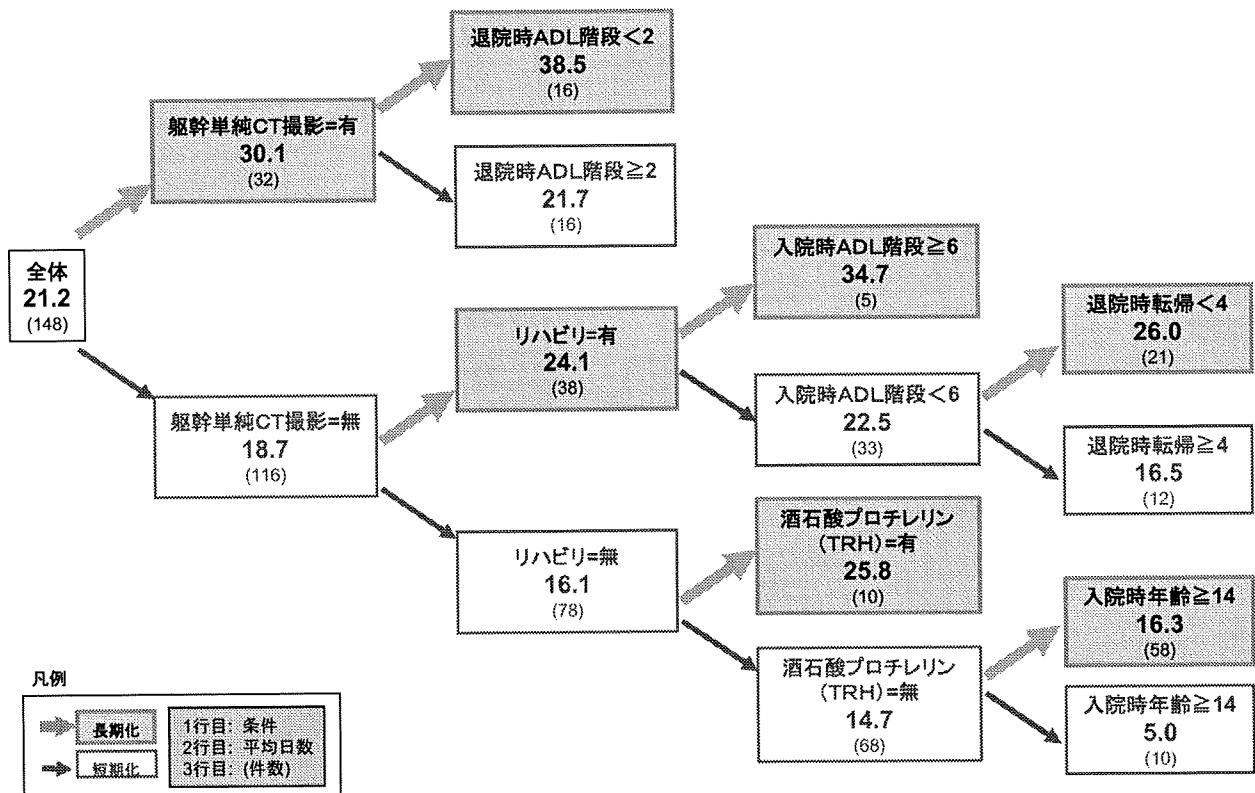 全体
21.2
(148)
躯幹単純CT撮影=有
30.1
(32)
躯幹単純CT撮影=無
18.7
(116)
退院時ADL階段<2
38.5
(16)
退院時ADL階段≧2
21.7
(16)
リハビリ=有
24.1
(38)
リハビリ=無
16.1
(78)
入院時ADL階段≧6
34.7
(5)
入院時ADL階段<6
22.5
(33)
酒石酸プロチレリン
(TRH)=有
25.8
(10)
酒石酸プロチレリン
(TRH)=無
14.7
(68)
退院時転帰<4
26.0
(21)
退院時転帰≧4
16.5
(12)
入院時年齢≧14
16.3
(58)
入院時年齢≧14
5.0
(10)
凡例
長期化
短期化
1行目: 条件
2行目: 平均日数
3行目: (件数)